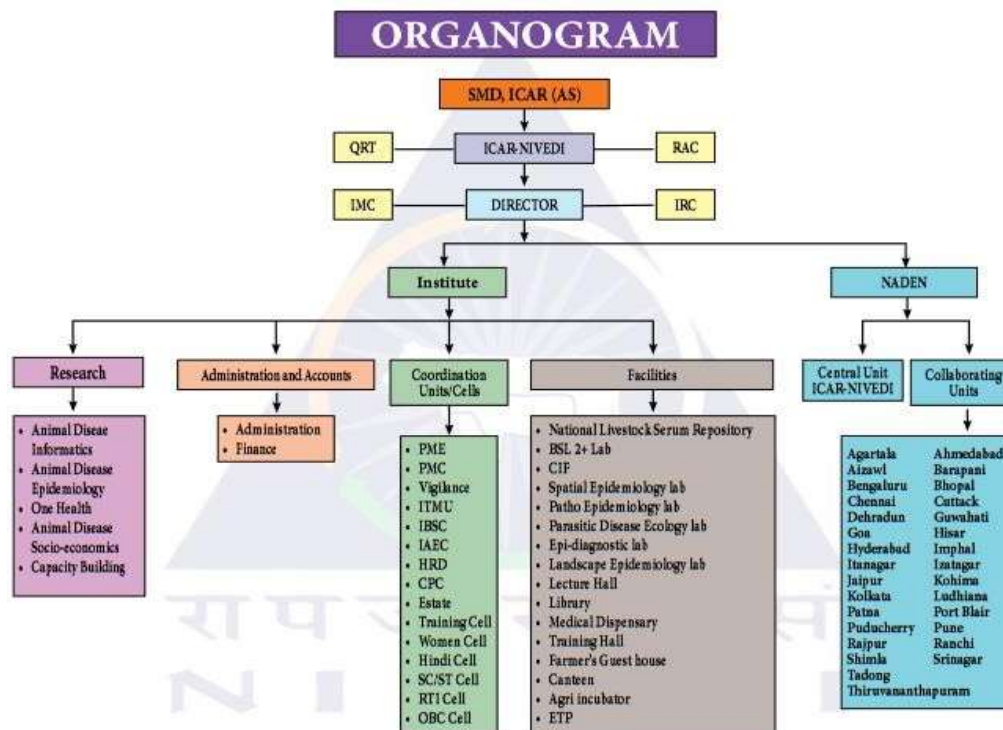 ORGANOGRAM
SMD, ICAR (AS)
QRT
ICAR-NIVEDI
RAC
IMC
DIRECTOR
IRC
Institute
NADEN
Research
Administration and Accounts
Coordination
Units/Cells
Facilities
Central Unit
ICAR-NIVEDI
Collaborating
Units
• Animal Diseae
Informatics
• Animal Disease
Epidemiology
• One Health
• Animal Disease
Socio-economics
• Capacity Building
• Administration
• Finance
• PME
• PMC
• Vigilance
• ITMU
• IBSC
• IAEC
• HRD
• CPC
• Estate
• Training Cell
• Women Cell
• Hindi Cell
• SC/ST Cell
• RTI Cell
• OBC Cell
• National Livestock Serum Repository
• BSL 2+ Lab
• CIF
• Spatial Epidemiology lab
• Patho Epidemiology lab
• Parasitic Disease Ecology lab
• Epi-diagnostic lab
• Landscape Epidemiology lab
• Lecture Hall
• Library
• Medical Dispensary
• Training Hall
• Farmer's Guest house
• Canteen
• Agri incubator
• ETP
Agartala Ahmedabad
Aizawl Barapani
Bengaluru Bhopal
Chennai Cuttack
Dehradun Guwahati
Goa Hisar
Hyderabad Imphal
Itanagar Izatagar
Jaipur Kohima
Kolkata Ludhiana
Patna Port Blair
Puducherry Pune
Rajpur Ranchi
Shimla Srinagar
Tadong
Thiruvananthapuram